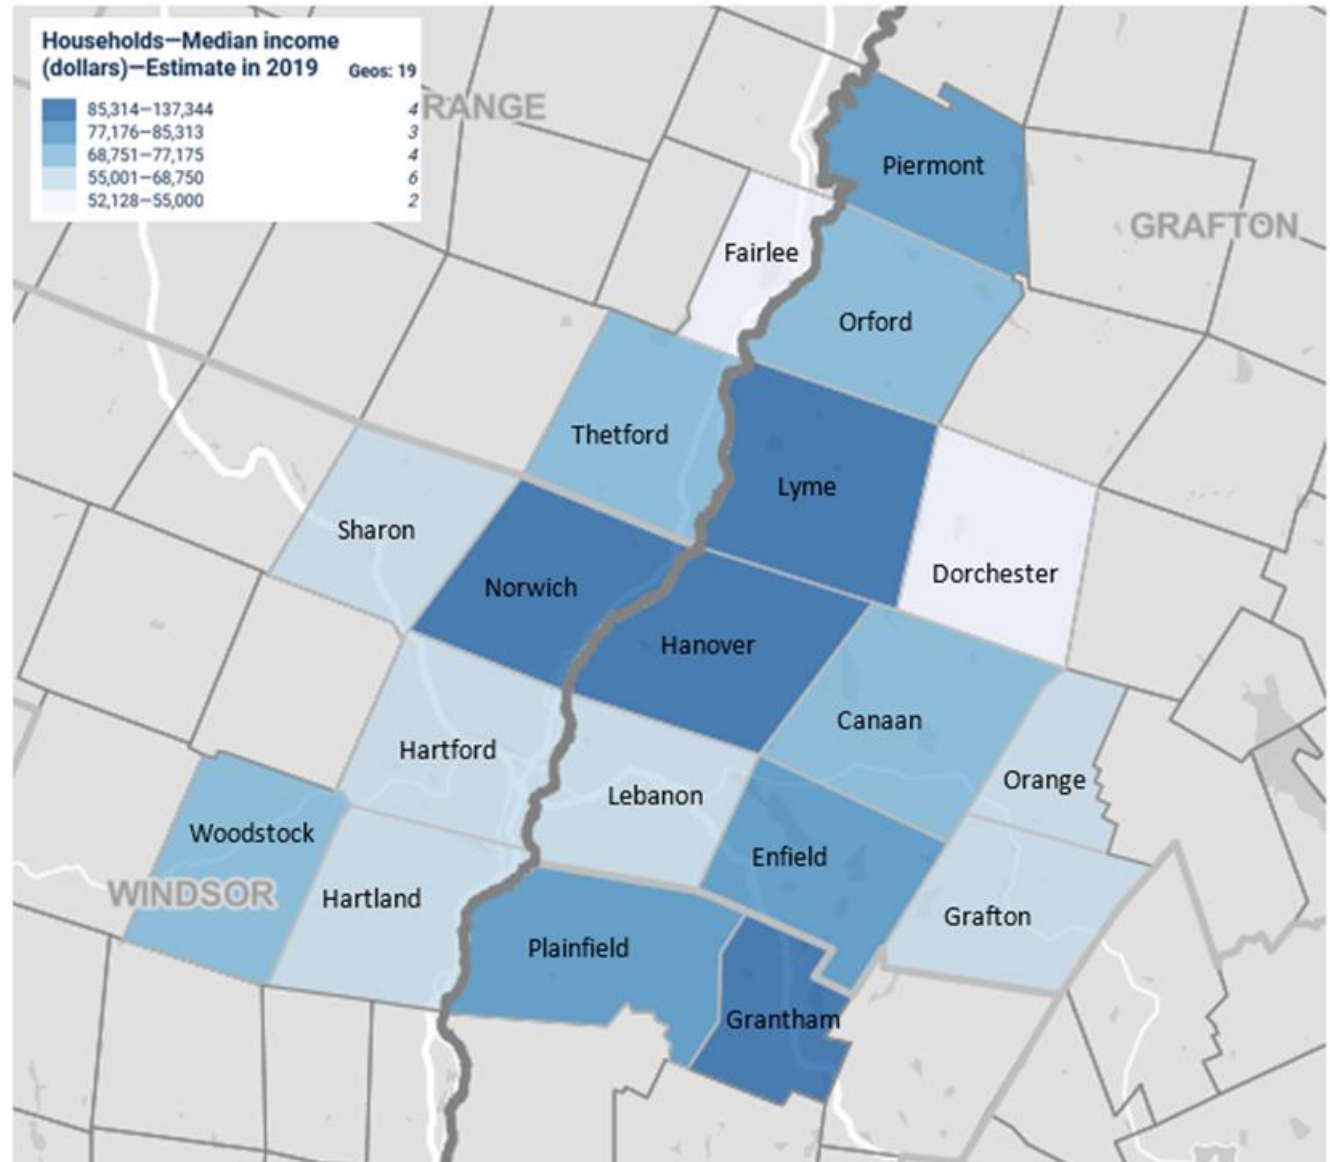 Households—Median income
(dollars)—Estimate in 2019 Geos: 19
85,314—137,344 4
77,176—85,313 3
68,751—77,175 4
55,001—68,750 6
52,128—55,000 2
RANGE
Piermont
GRAFTON
Fairlee
Orford
Thetford
Lyme
Sharon
Dorchester
Norwich
Hanover
Canaan
Hartford
Orange
Lebanon
Woodstock
Enfield
WINDSOR
Hartland
Grafton
Plainfield
Grantham